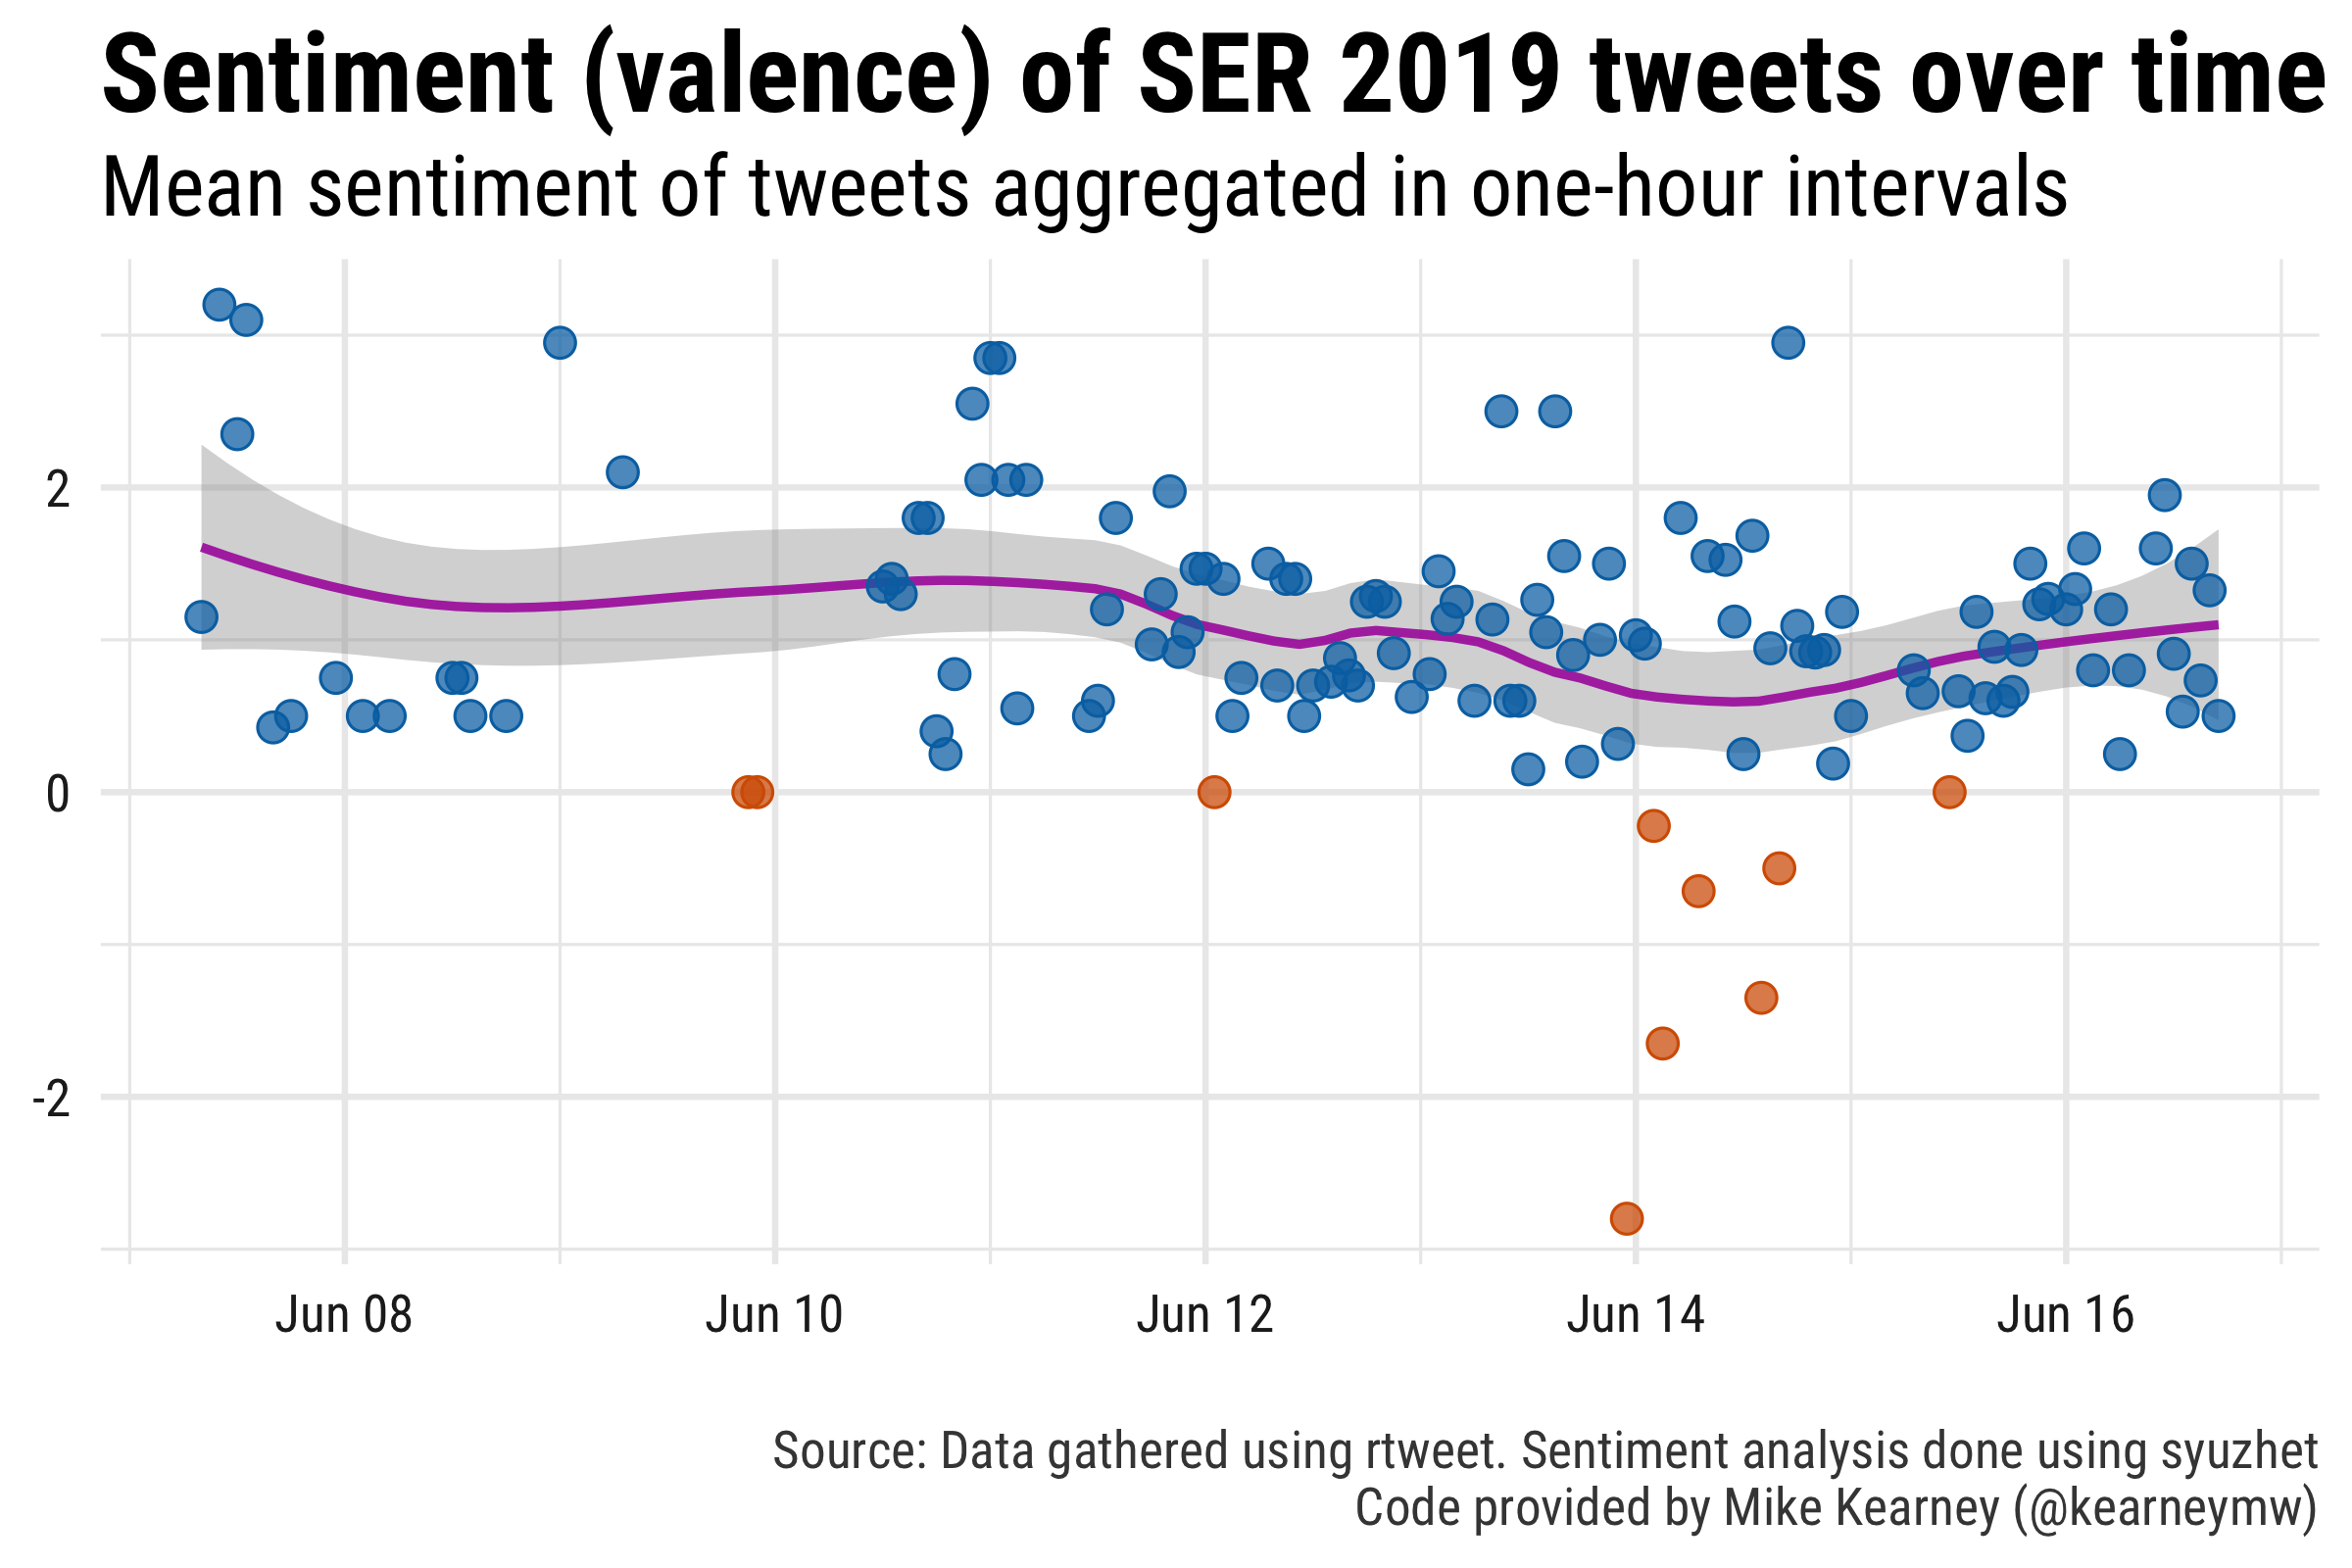 Sentiment (valence) of SER 2019 tweets over time
Mean sentiment of tweets aggregated in one-hour intervals
2
0
-2
Jun 08 Jun 10 Jun 12 Jun 14 Jun 16
Source: Data gathered using rtweet. Sentiment analysis done using syuzhet
Code provided by Mike Kearney (@kearneymw)